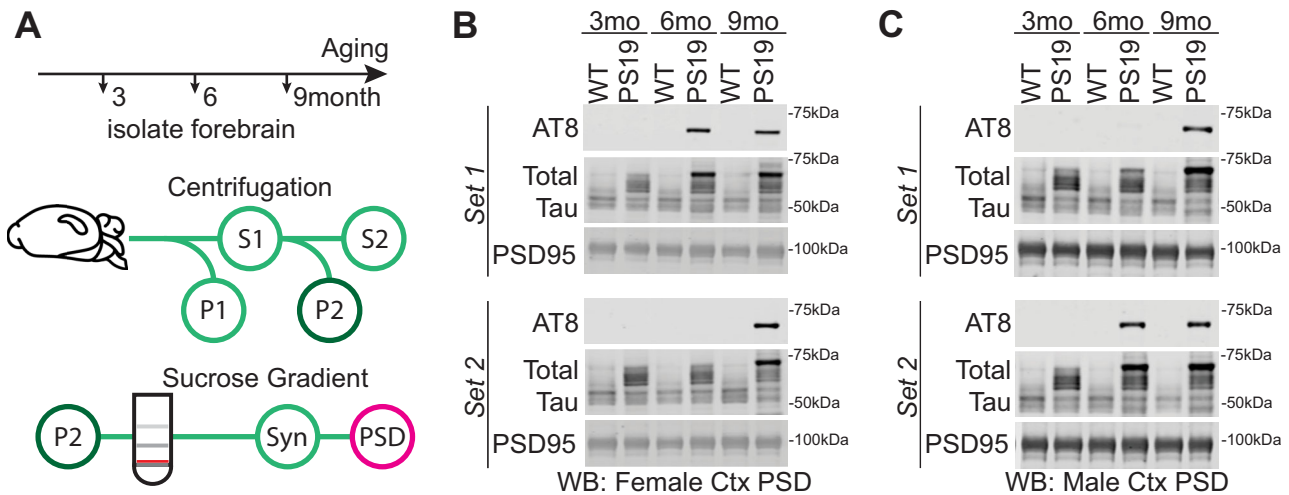 A
Aging
3
6
9month
isolate forebrain
Centrifugation
S1
S2
P1
P2
Sucrose Gradient
P2
Syn
PSD
B
3mo 6mo 9mo
WT PS19 WT PS19 WT PS19
Set 1
AT8
-75kDa
Total
Tau
-75kDa
-50kDa
PSD95
-100kDa
Set 2
AT8
-75kDa
Total
Tau
-75kDa
-50kDa
PSD95
-100kDa
WB: Female Ctx PSD
C
3mo 6mo 9mo
WT PS19 WT PS19 WT PS19
Set 1
AT8
-75kDa
Total
Tau
-75kDa
-50kDa
PSD95
-100kDa
Set 2
AT8
-75kDa
Total
Tau
-75kDa
-50kDa
PSD95
-100kDa
WB: Male Ctx PSD